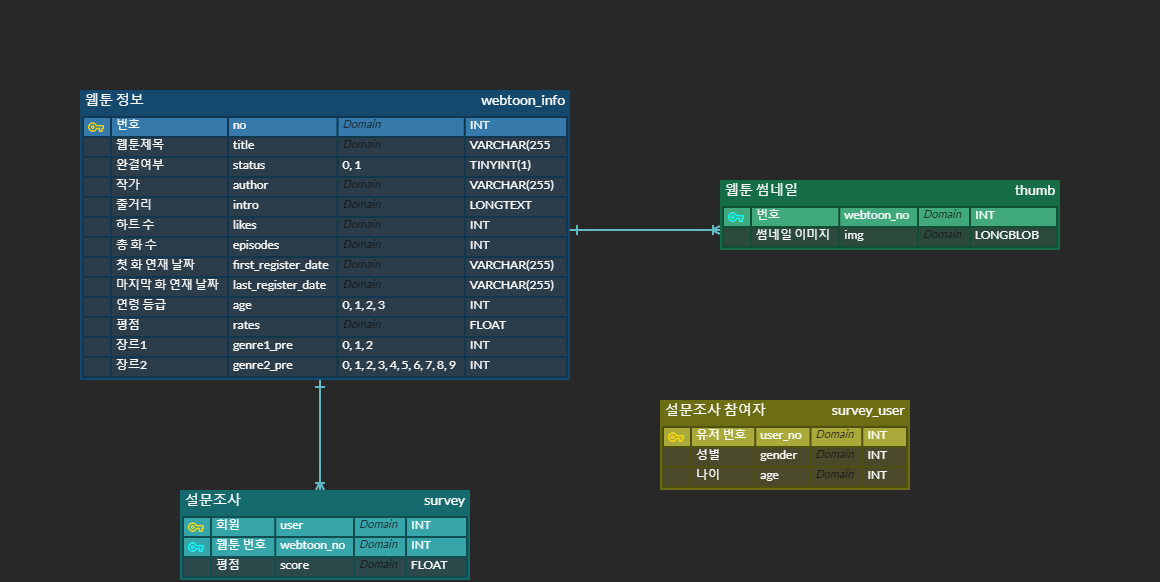 웹툰 정보 webtoon_info
번호 no Domain INT
웹툰제목 title Domain VARCHAR(255
완결여부 status 0, 1 TINYINT(1)
작가 author Domain VARCHAR(255)
줄거리 intro Domain LONGTEXT
하트 수 likes Domain INT
총 화 수 episodes Domain INT
첫 화 연재 날짜 first_register_date Domain VARCHAR(255)
마지막 화 연재 날짜 last_register_date Domain VARCHAR(255)
연령 등급 age 0, 1, 2, 3 INT
평점 rates Domain FLOAT
장르1 genre1_pre 0, 1, 2 INT
장르2 genre2_pre 0, 1, 2, 3, 4, 5, 6, 7, 8, 9 INT
웹툰 썸네일 thumb
번호 webtoon_no Domain INT
썸네일 이미지 img Domain LONGBLOB
설문조사 참여자 survey_user
유저 번호 user_no Domain INT
성별 gender Domain INT
나이 age Domain INT
설문조사 survey
회원 user Domain INT
웹툰 번호 webtoon_no Domain INT
평점 score Domain FLOAT